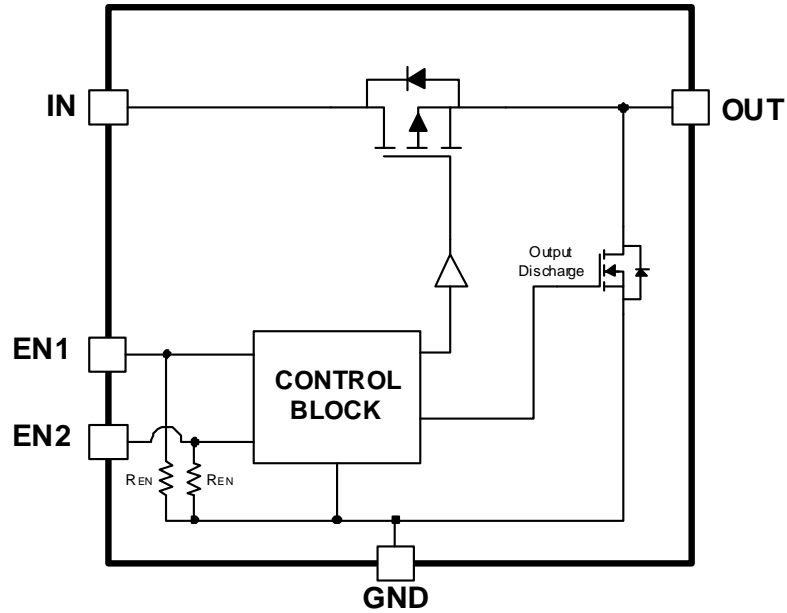 IN
OUT
Output
Discharge
EN1
CONTROL
BLOCK
EN2
REN
REN
GND